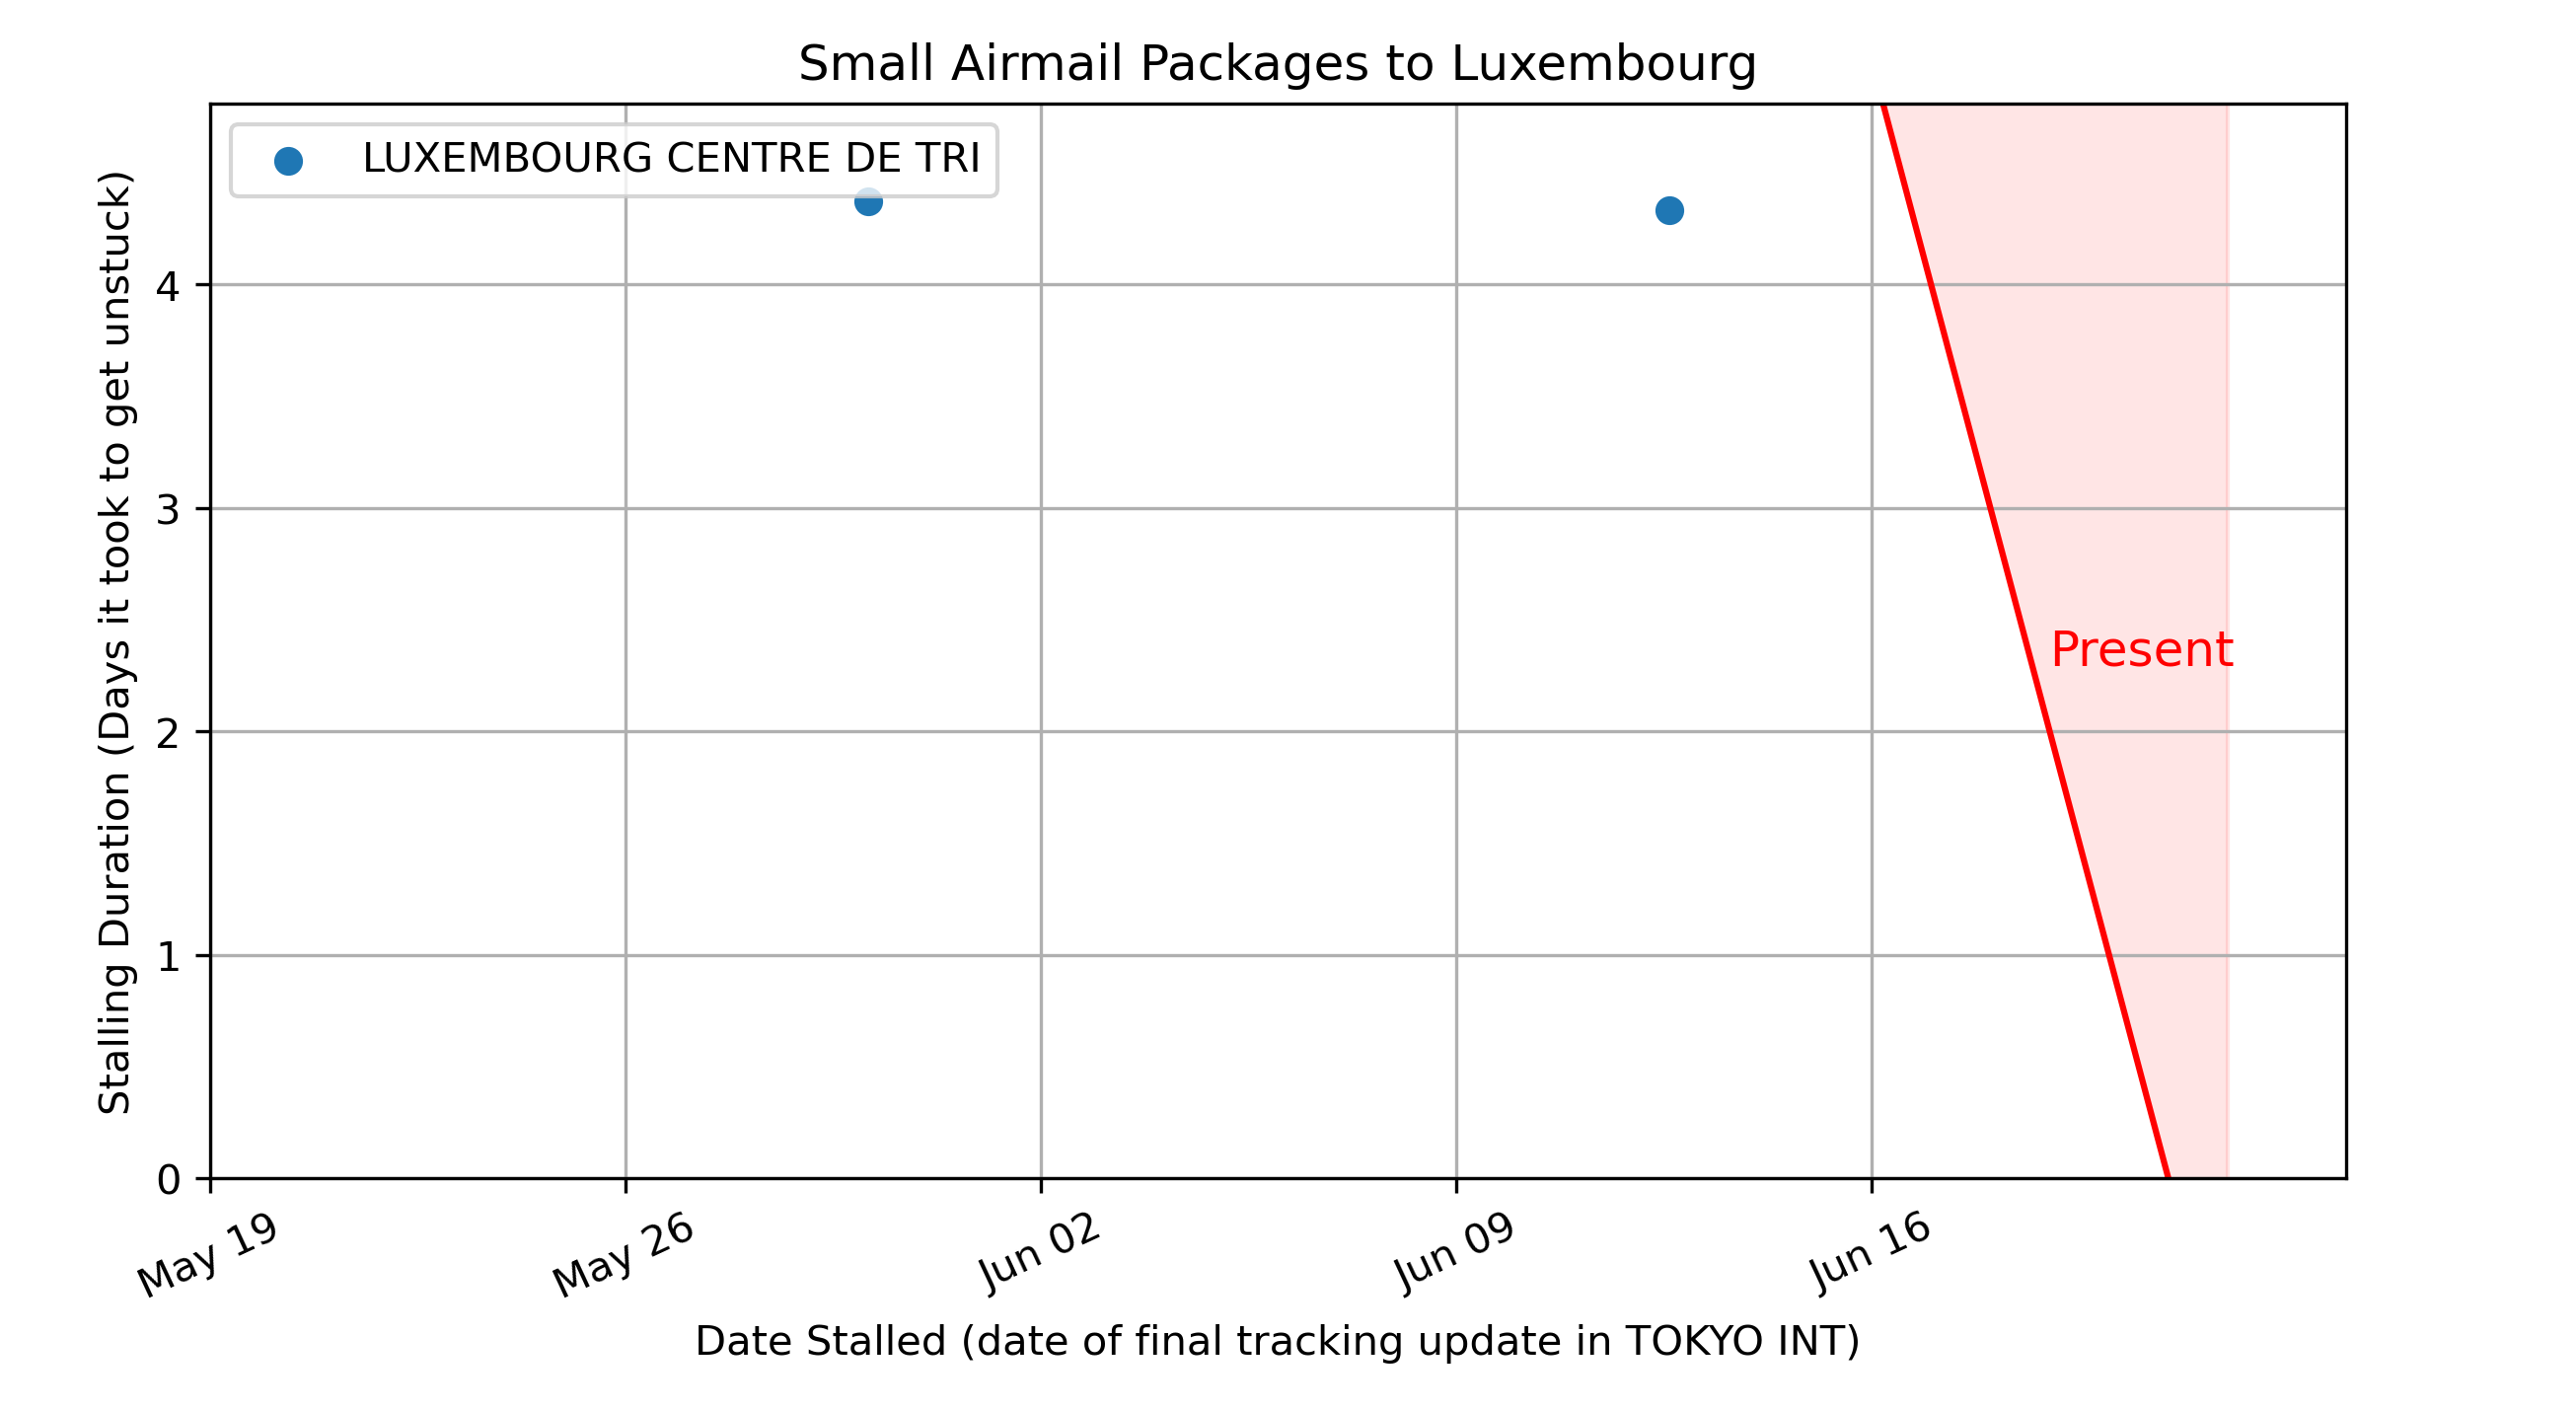 Small Airmail Packages to Luxembourg
LUXEMBOURG CENTRE DE TRI
Stalling Duration (Days it took to get unstuck)
4
3
2
1
0
Present
May 19
May 26
Jun 02
Jun 09
Jun 16
Date Stalled (date of final tracking update in TOKYO INT)